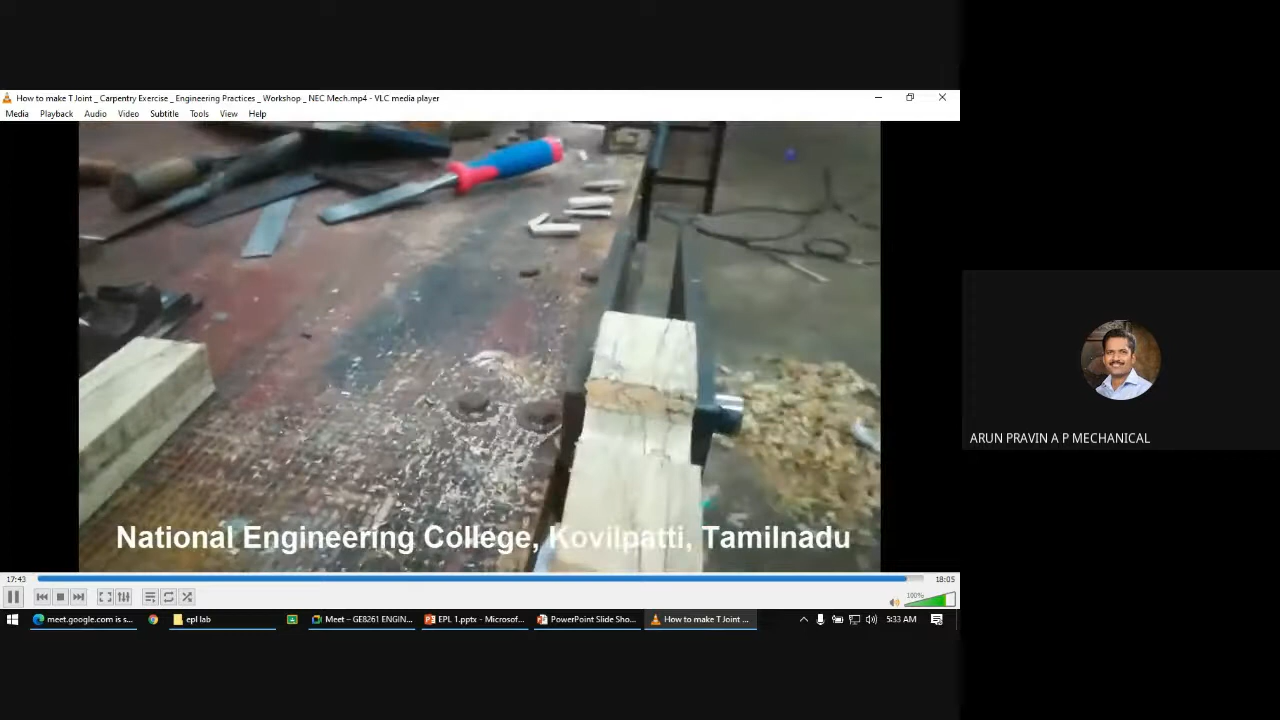 How to make T Joint _ Carpentry Exercise _ Engineering Practices _ Workshop _ NEC Mech.mp4 - VLC media player
Media Playback Audio Video Subtitle Tools View Help
National Engineering College, Kovilpatti, Tamilnadu
ARUN PRAVIN A P MECHANICAL
17:43
18:05
100%
meet.google.com is s...
epl lab
Meet – GE8261 ENGIN...
EPL 1.pptx - Microsof...
PowerPoint Slide Sho...
How to make T Joint ...
5:33 AM